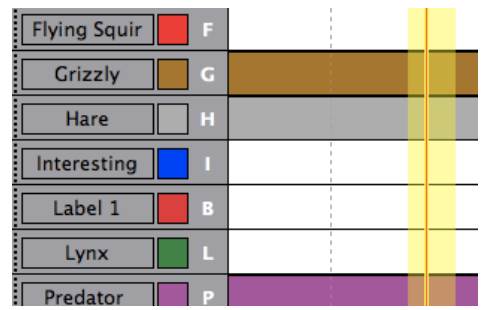 Flying Squir F
Grizzly G
Hare H
Interesting I
Label 1 B
Lynx L
Predator P